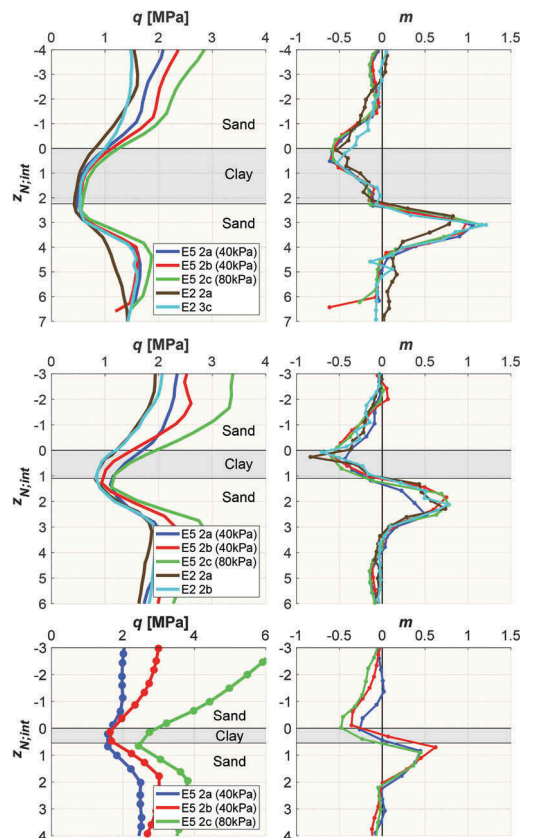 q [MPa] m
0 1 2 3 4 -1 -0.5 0 0.5 1 1.5
-4
-3
-2
-1
0
1
2
3
4
5
6
7
z_N;int
Sand
Clay
Sand
E5 2a (40kPa)
E5 2b (40kPa)
E5 2c (80kPa)
E2 2a
E2 3c
q [MPa] m
0 1 2 3 4 -1 -0.5 0 0.5 1 1.5
-3
-2
-1
0
1
2
3
4
5
6
z_N;int
Sand
Clay
Sand
E5 2a (40kPa)
E5 2b (40kPa)
E5 2c (80kPa)
E2 2a
E2 2b
q [MPa] m
0 2 4 6 -1 -0.5 0 0.5 1 1.5
-3
-2
-1
0
1
2
3
4
z_N;int
Sand
Clay
Sand
E5 2a (40kPa)
E5 2b (40kPa)
E5 2c (80kPa)